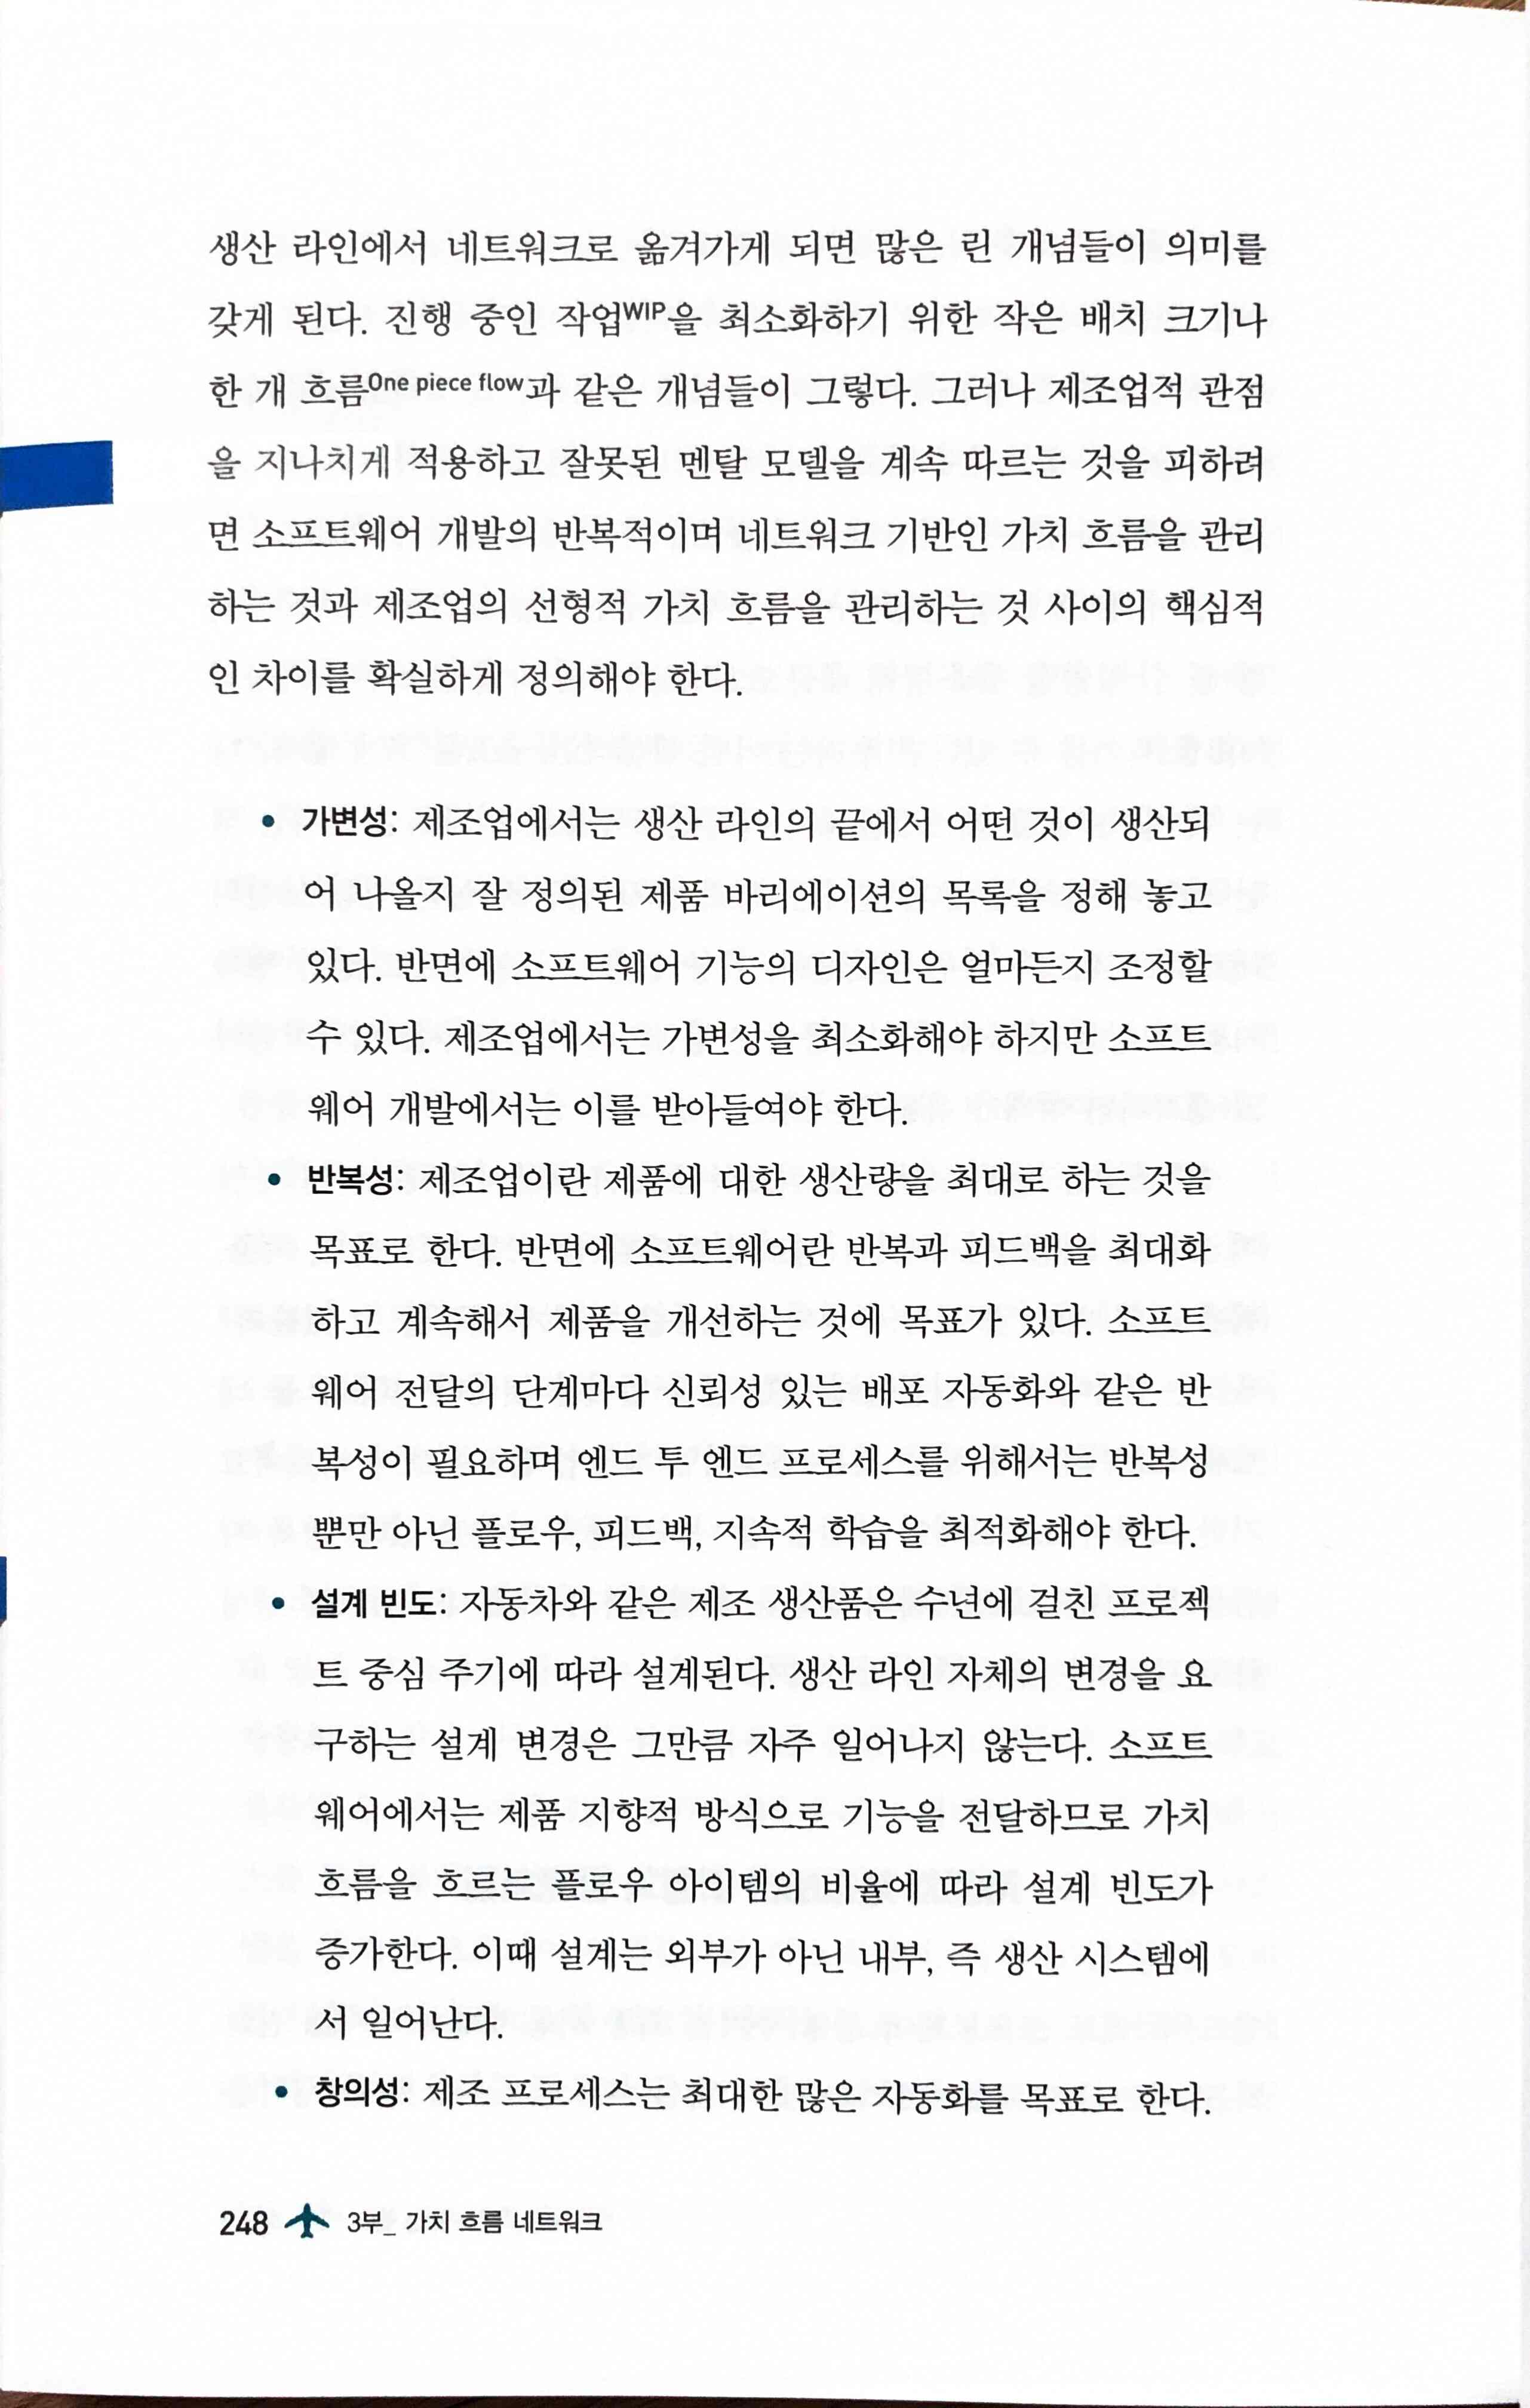 생산 라인에서 네트워크로 옮겨가게 되면 많은 린 개념들이 의미를
갖게 된다. 진행 중인 작업WIP을 최소화하기 위한 작은 배치 크기나
한 개 흐름One piece flow과 같은 개념들이 그렇다. 그러나 제조업적 관점
을 지나치게 적용하고 잘못된 멘탈 모델을 계속 따르는 것을 피하려
면 소프트웨어 개발의 반복적이며 네트워크 기반인 가치 흐름을 관리
하는 것과 제조업의 선형적 가치 흐름을 관리하는 것 사이의 핵심적
인 차이를 확실하게 정의해야 한다.
• 가변성: 제조업에서는 생산 라인의 끝에서 어떤 것이 생산되
어 나올지 잘 정의된 제품 바리에이션의 목록을 정해 놓고
있다. 반면에 소프트웨어 기능의 디자인은 얼마든지 조정할
수 있다. 제조업에서는 가변성을 최소화해야 하지만 소프트
웨어 개발에서는 이를 받아들여야 한다.
• 반복성: 제조업이란 제품에 대한 생산량을 최대로 하는 것을
목표로 한다. 반면에 소프트웨어란 반복과 피드백을 최대화
하고 계속해서 제품을 개선하는 것에 목표가 있다. 소프트
웨어 전달의 단계마다 신뢰성 있는 배포 자동화와 같은 반
복성이 필요하며 엔드 투 엔드 프로세스를 위해서는 반복성
뿐만 아닌 플로우, 피드백, 지속적 학습을 최적화해야 한다.
• 설계 빈도: 자동차와 같은 제조 생산품은 수년에 걸친 프로젝
트 중심 주기에 따라 설계된다. 생산 라인 자체의 변경을 요
구하는 설계 변경은 그만큼 자주 일어나지 않는다. 소프트
웨어에서는 제품 지향적 방식으로 기능을 전달하므로 가치
흐름을 흐르는 플로우 아이템의 비율에 따라 설계 빈도가
증가한다. 이때 설계는 외부가 아닌 내부, 즉 생산 시스템에
서 일어난다.
• 창의성: 제조 프로세스는 최대한 많은 자동화를 목표로 한다.
248 3부_ 가치 흐름 네트워크